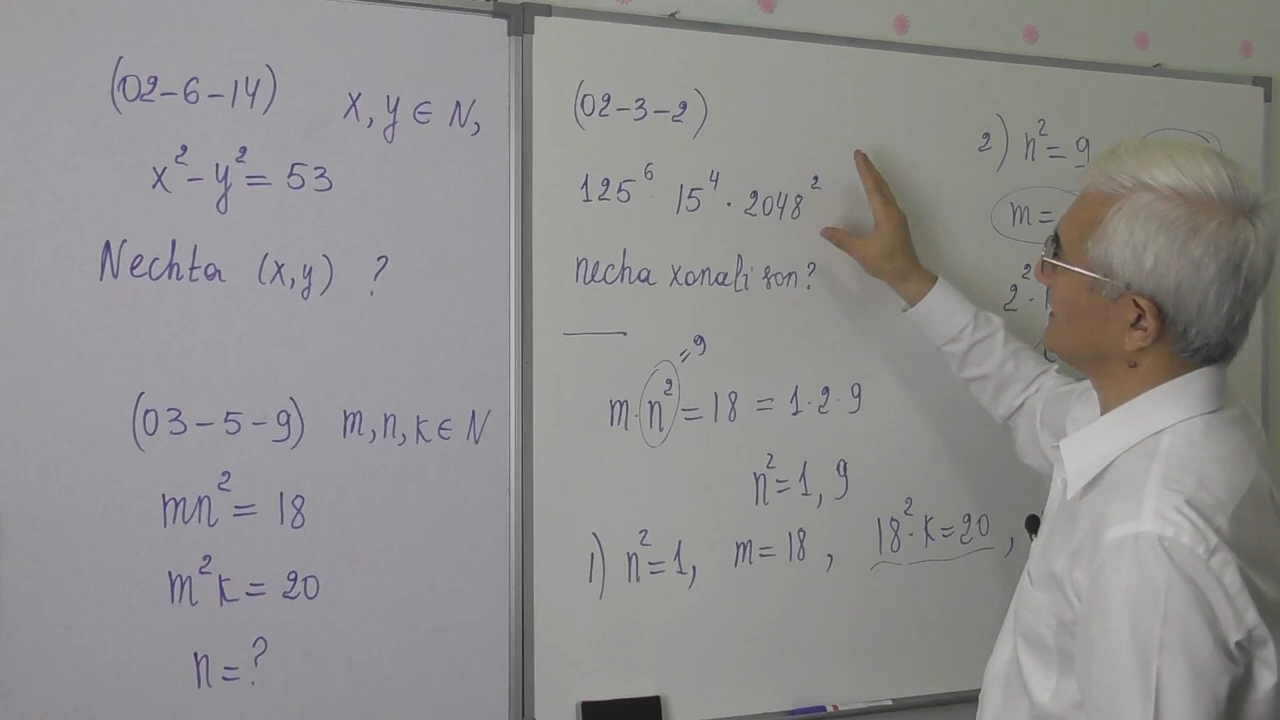 (02-6-14) x, y ∈ N,
x² - y² = 53
Nechta (x,y) ?
(03-5-9) m, n, k ∈ N
mn² = 18
m²k = 20
n = ?
(02-3-2)
125⁶ 15⁴ · 2048²
necha xonali son?
= 9
m · n² = 18 = 1 · 2 · 9
n² = 1, 9
1) n² = 1, m = 18, 18² · k = 20,
2) n² = 9
m =
2² ·